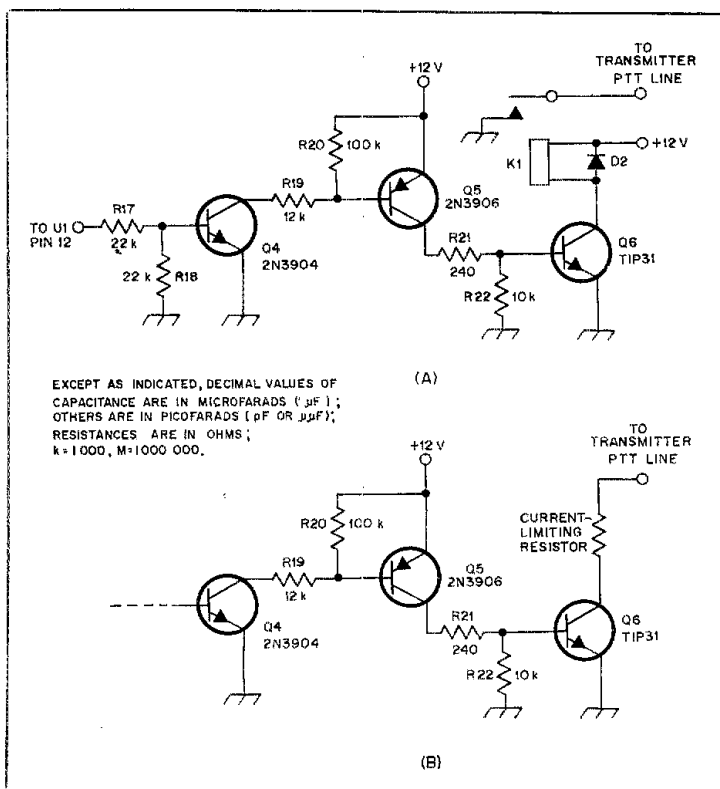 TO
TRANSMITTER
PTT LINE
+12 V
R20
100 k
K1
+12 V
D2
R19
12 k
Q5
2N3906
R17
22 k
TO U1
PIN 12
Q4
2N3904
22 k
R18
R21
240
Q6
TIP31
R22
10 k
(A)
EXCEPT AS INDICATED, DECIMAL VALUES OF
CAPACITANCE ARE IN MICROFARADS (µF);
OTHERS ARE IN PICOFARADS (pF OR µµF);
RESISTANCES ARE IN OHMS;
k=1000, M=1000 000.
TO
TRANSMITTER
PTT LINE
+12 V
CURRENT-
LIMITING
RESISTOR
R20
100 k
R19
12 k
Q5
2N3906
Q4
2N3904
R21
240
Q6
TIP31
R22
10 k
(B)